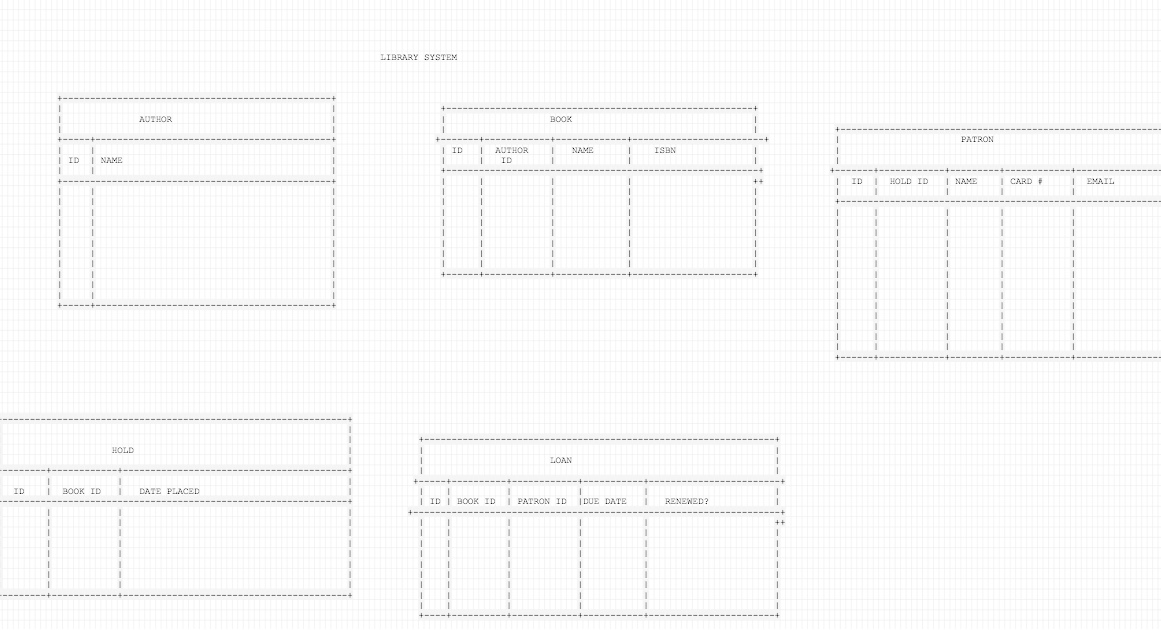 LIBRARY SYSTEM
AUTHOR
ID NAME
BOOK
ID AUTHOR ID NAME ISBN
PATRON
ID HOLD ID NAME CARD # EMAIL
HOLD
ID BOOK ID DATE PLACED
LOAN
ID BOOK ID PATRON ID DUE DATE RENEWED?